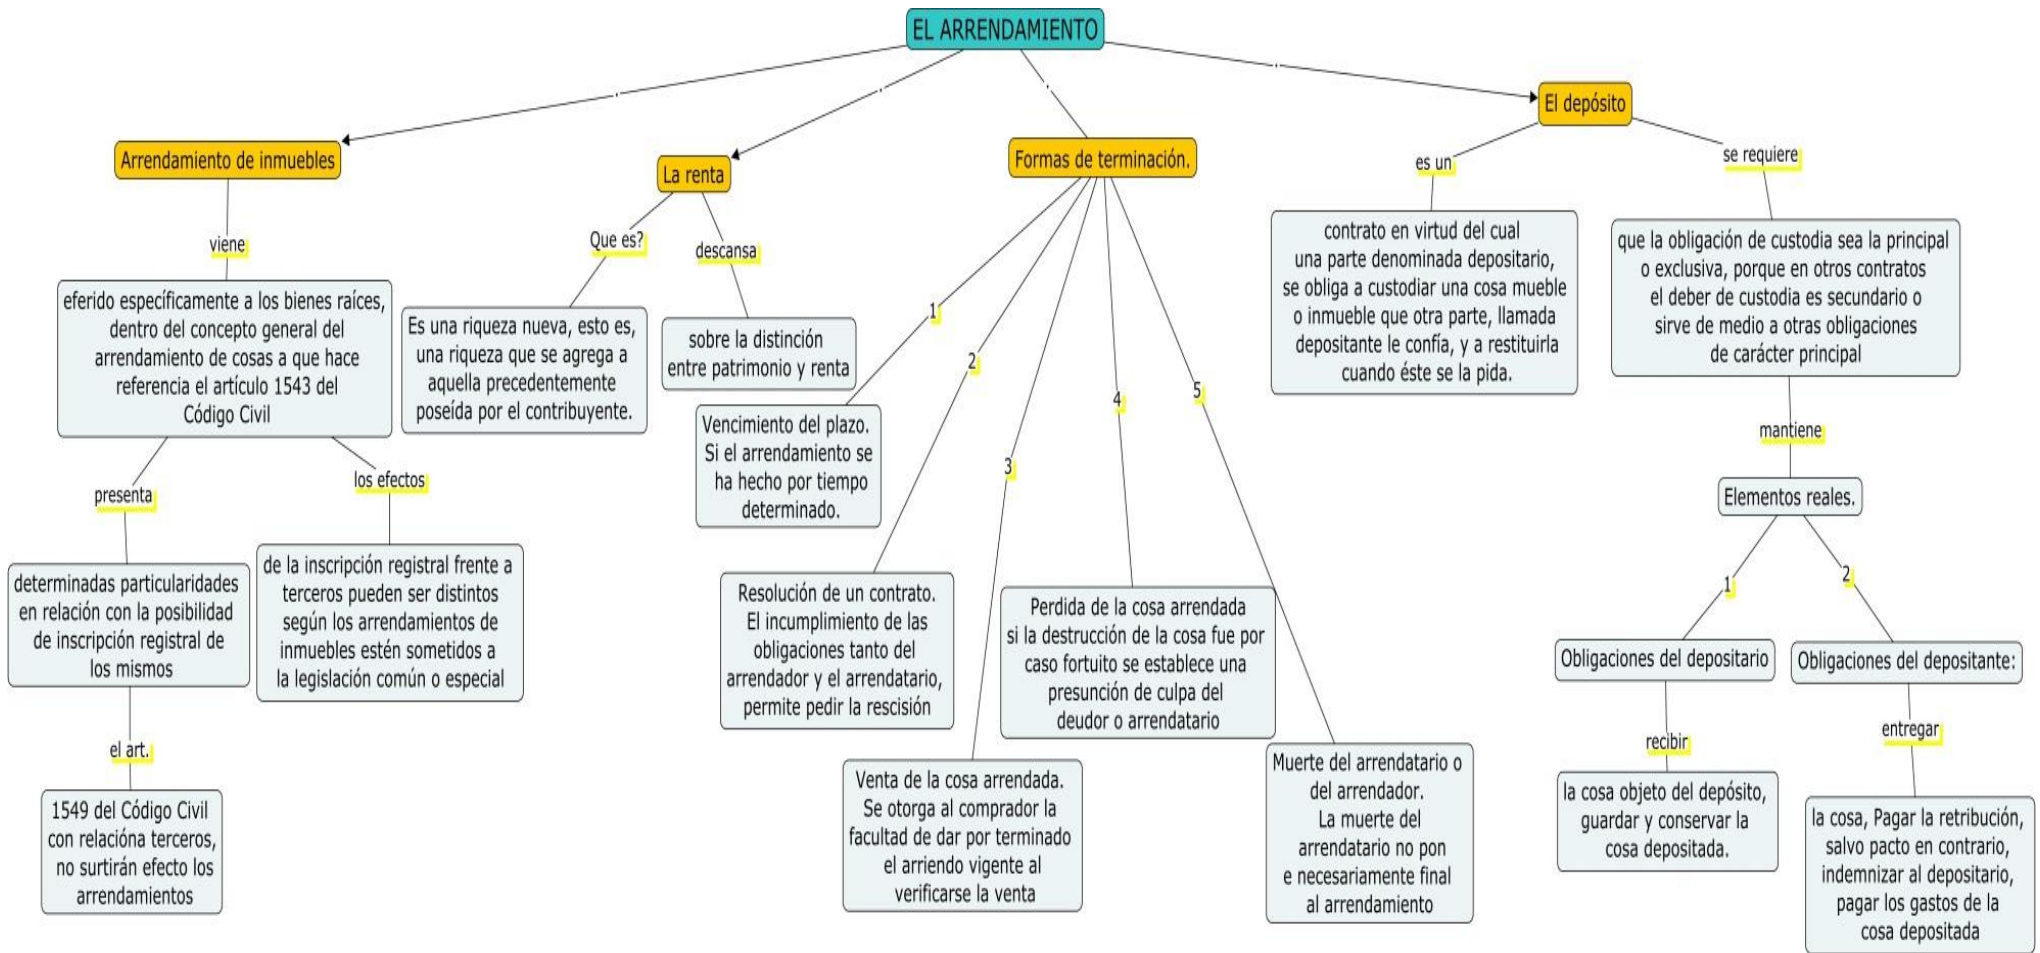 EL ARRENDAMIENTO
Arrendamiento de inmuebles
viene
eferido específicamente a los bienes raíces,
dentro del concepto general del
arrendamiento de cosas a que hace
referencia el artículo 1543 del
Código Civil
presenta
determinadas particularidades
en relación con la posibilidad
de inscripción registral de
los mismos
el art.
1549 del Código Civil
con relacióna terceros,
no surtirán efecto los
arrendamientos
los efectos
de la inscripción registral frente a
terceros pueden ser distintos
según los arrendamientos de
inmuebles estén sometidos a
la legislación común o especial
La renta
Que es?
Es una riqueza nueva, esto es,
una riqueza que se agrega a
aquella precedentemente
poseída por el contribuyente.
descansa
sobre la distinción
entre patrimonio y renta
Formas de terminación.
1
Vencimiento del plazo.
Si el arrendamiento se
ha hecho por tiempo
determinado.
2
Resolución de un contrato.
El incumplimiento de las
obligaciones tanto del
arrendador y el arrendatario,
permite pedir la rescisión
3
Venta de la cosa arrendada.
Se otorga al comprador la
facultad de dar por terminado
el arriendo vigente al
verificarse la venta
4
Perdida de la cosa arrendada
si la destrucción de la cosa fue por
caso fortuito se establece una
presunción de culpa del
deudor o arrendatario
5
Muerte del arrendatario o
del arrendador.
La muerte del
arrendatario no pon
e necesariamente final
al arrendamiento
El depósito
es un
contrato en virtud del cual
una parte denominada depositario,
se obliga a custodiar una cosa mueble
o inmueble que otra parte, llamada
depositante le confía, y a restituirla
cuando éste se la pida.
se requiere
que la obligación de custodia sea la principal
o exclusiva, porque en otros contratos
el deber de custodia es secundario o
sirve de medio a otras obligaciones
de carácter principal
mantiene
Elementos reales.
1
Obligaciones del depositario
recibir
la cosa objeto del depósito,
guardar y conservar la
cosa depositada.
2
Obligaciones del depositante:
entregar
la cosa, Pagar la retribución,
salvo pacto en contrario,
indemnizar al depositario,
pagar los gastos de la
cosa depositada